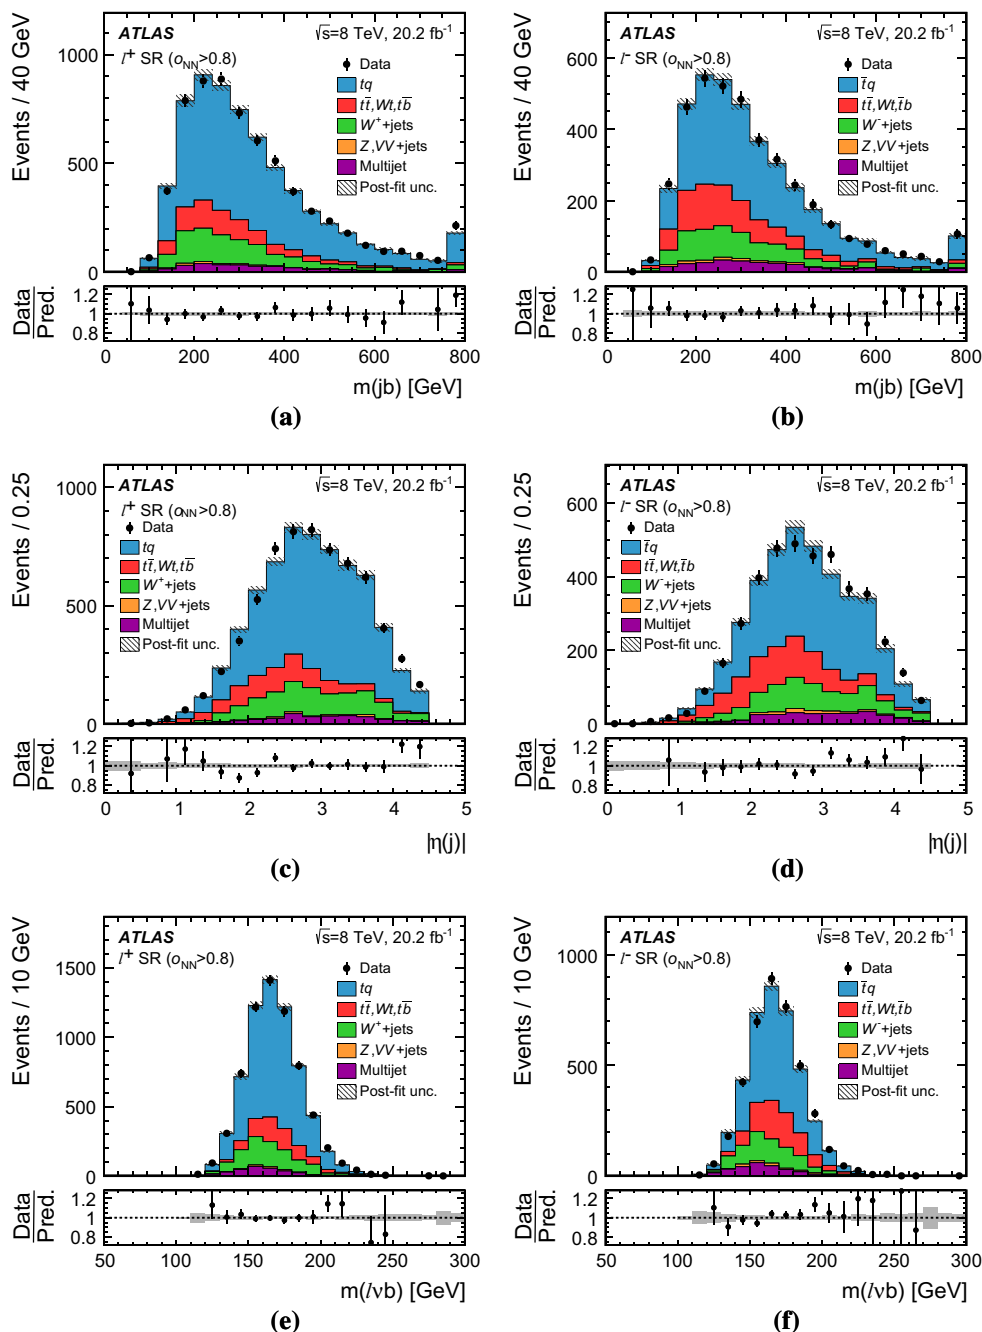 ATLAS
√s=8 TeV, 20.2 fb-1
l+ SR (oNN>0.8)
Data
tq
tt̄,Wt,tb̄
W++jets
Z,VV+jets
Multijet
Post-fit unc.
Events / 40 GeV
1000
500
0
Data
Pred.
1.2
1
0.8
200 400 600 800
m(jb) [GeV]
(a)
ATLAS
√s=8 TeV, 20.2 fb-1
l- SR (oNN>0.8)
Data
t̄q
tt̄,Wt,t̄b
W-+jets
Z,VV+jets
Multijet
Post-fit unc.
Events / 40 GeV
600
400
200
0
Data
Pred.
1.2
1
0.8
200 400 600 800
m(jb) [GeV]
(b)
ATLAS
√s=8 TeV, 20.2 fb-1
l+ SR (oNN>0.8)
Data
tq
tt̄,Wt,tb̄
W++jets
Z,VV+jets
Multijet
Post-fit unc.
Events / 0.25
1000
500
0
Data
Pred.
1.2
1
0.8
0 1 2 3 4 5
|η(j)|
(c)
ATLAS
√s=8 TeV, 20.2 fb-1
l- SR (oNN>0.8)
Data
t̄q
tt̄,Wt,t̄b
W-+jets
Z,VV+jets
Multijet
Post-fit unc.
Events / 0.25
600
400
200
0
Data
Pred.
1.2
1
0.8
0 1 2 3 4 5
|η(j)|
(d)
ATLAS
√s=8 TeV, 20.2 fb-1
l+ SR (oNN>0.8)
Data
tq
tt̄,Wt,tb̄
W++jets
Z,VV+jets
Multijet
Post-fit unc.
Events / 10 GeV
1500
1000
500
0
Data
Pred.
1.2
1
0.8
50 100 150 200 250 300
m(lνb) [GeV]
(e)
ATLAS
√s=8 TeV, 20.2 fb-1
l- SR (oNN>0.8)
Data
t̄q
tt̄,Wt,t̄b
W-+jets
Z,VV+jets
Multijet
Post-fit unc.
Events / 10 GeV
1000
500
0
Data
Pred.
1.2
1
0.8
50 100 150 200 250 300
m(lνb) [GeV]
(f)